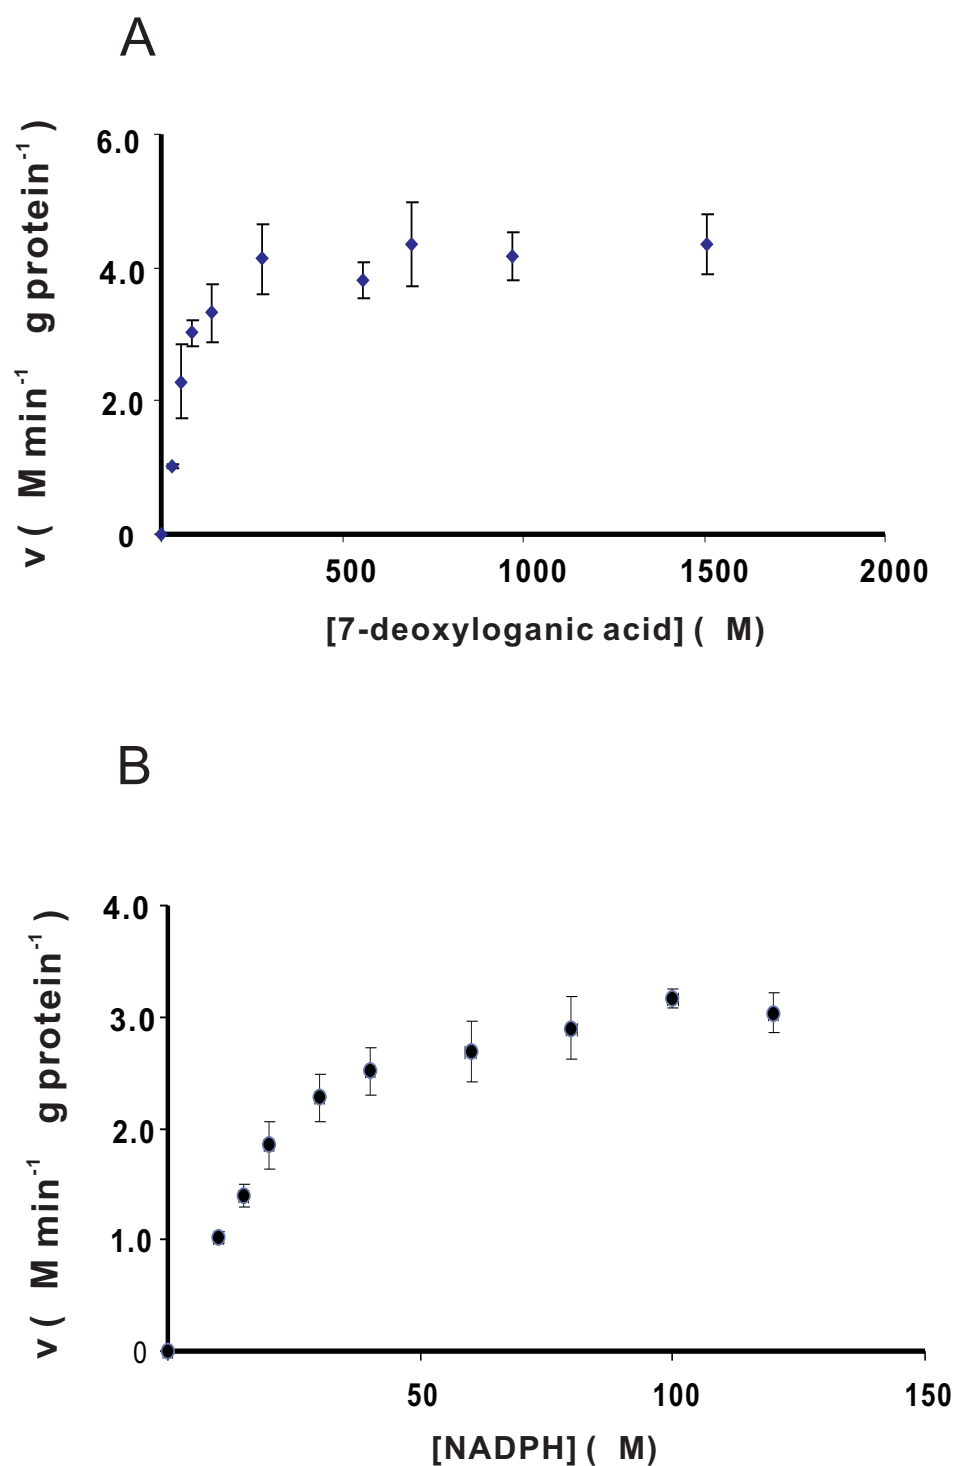 A
6.0
4.0
2.0
0
v ( M min-1 g protein-1 )
500 1000 1500 2000
[7-deoxyloganic acid] ( M)
B
4.0
3.0
2.0
1.0
0
v ( M min-1 g protein-1 )
50 100 150
[NADPH] ( M)